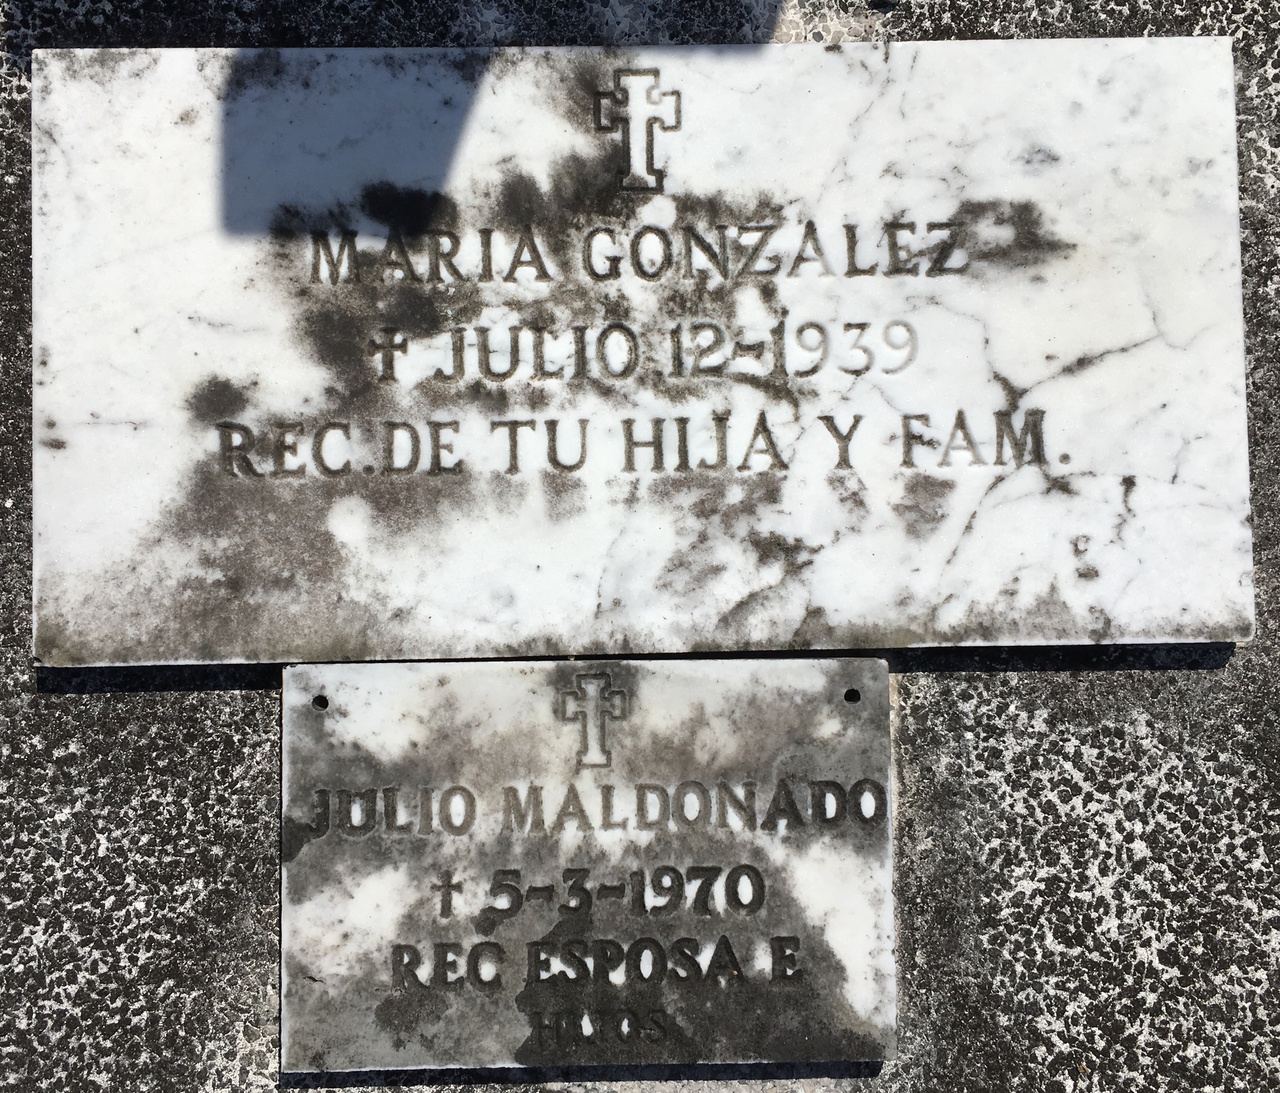 MARIA GONZALEZ
† JULIO 12-1939
REC. DE TU HIJA Y FAM.
JULIO MALDONADO
† 5-3-1970
REC ESPOSA E
HIJOS